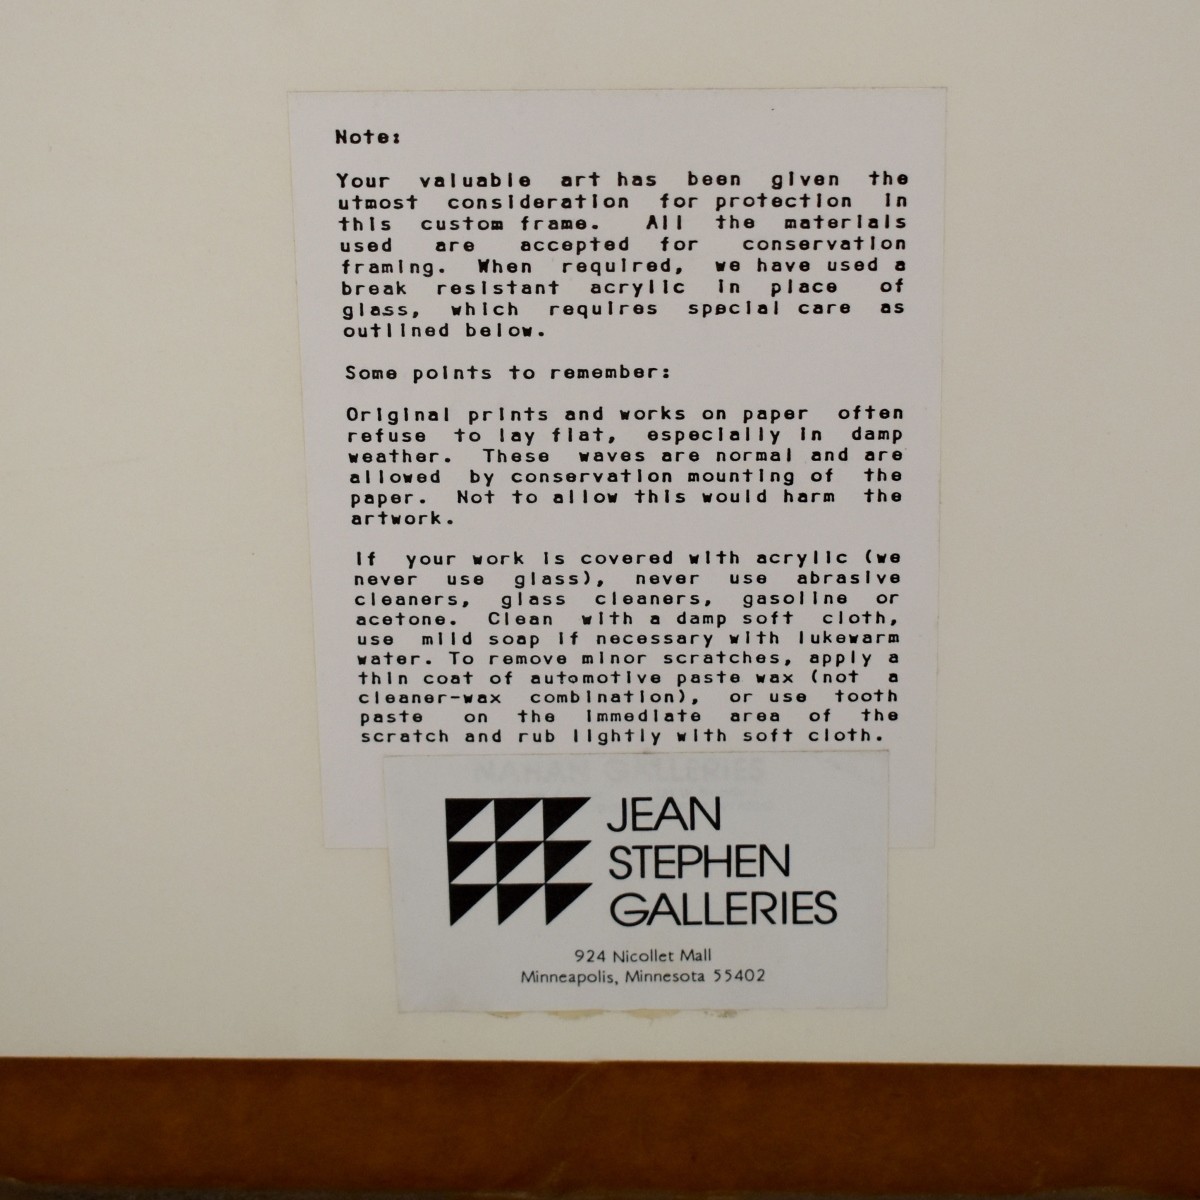 Note:
Your valuable art has been given the
utmost consideration for protection in
this custom frame. All the materials
used are accepted for conservation
framing. When required, we have used a
break resistant acrylic in place of
glass, which requires special care as
outlined below.
Some points to remember:
Original prints and works on paper often
refuse to lay flat, especially in damp
weather. These waves are normal and are
allowed by conservation mounting of the
paper. Not to allow this would harm the
artwork.
If your work is covered with acrylic (we
never use glass), never use abrasive
cleaners, glass cleaners, gasoline or
acetone. Clean with a damp soft cloth,
use mild soap if necessary with lukewarm
water. To remove minor scratches, apply a
thin coat of automotive paste wax (not a
cleaner-wax combination), or use tooth
paste on the immediate area of the
scratch and rub lightly with soft cloth.
NAHAN GALLERIES
JEAN
STEPHEN
GALLERIES
924 Nicollet Mall
Minneapolis, Minnesota 55402